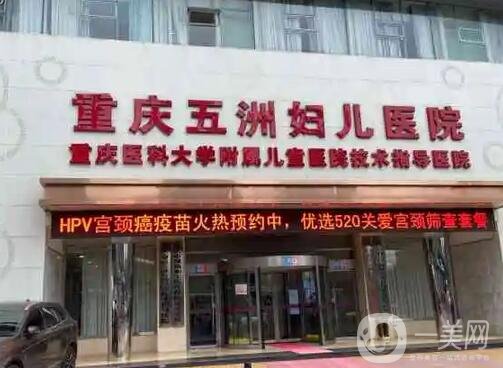 重庆五洲妇儿医院
重庆医科大学附属儿童医院技术指导医院
HPV宫颈癌疫苗火热预约中，优选520关爱宫颈筛查套餐
一美网